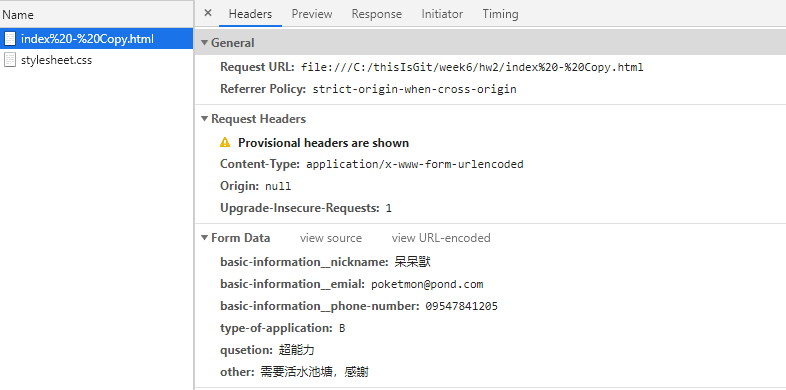 Name
index%20-%20Copy.html
stylesheet.css
× Headers Preview Response Initiator Timing
▼ General
Request URL: file:///C:/thisIsGit/week6/hw2/index%20-%20Copy.html
Referrer Policy: strict-origin-when-cross-origin
▼ Request Headers
Provisional headers are shown
Content-Type: application/x-www-form-urlencoded
Origin: null
Upgrade-Insecure-Requests: 1
▼ Form Data view source view URL-encoded
basic-information__nickname: 呆呆獸
basic-information__emial: poketmon@pond.com
basic-information__phone-number: 09547841205
type-of-application: B
qusetion: 超能力
other: 需要活水池塘，感謝